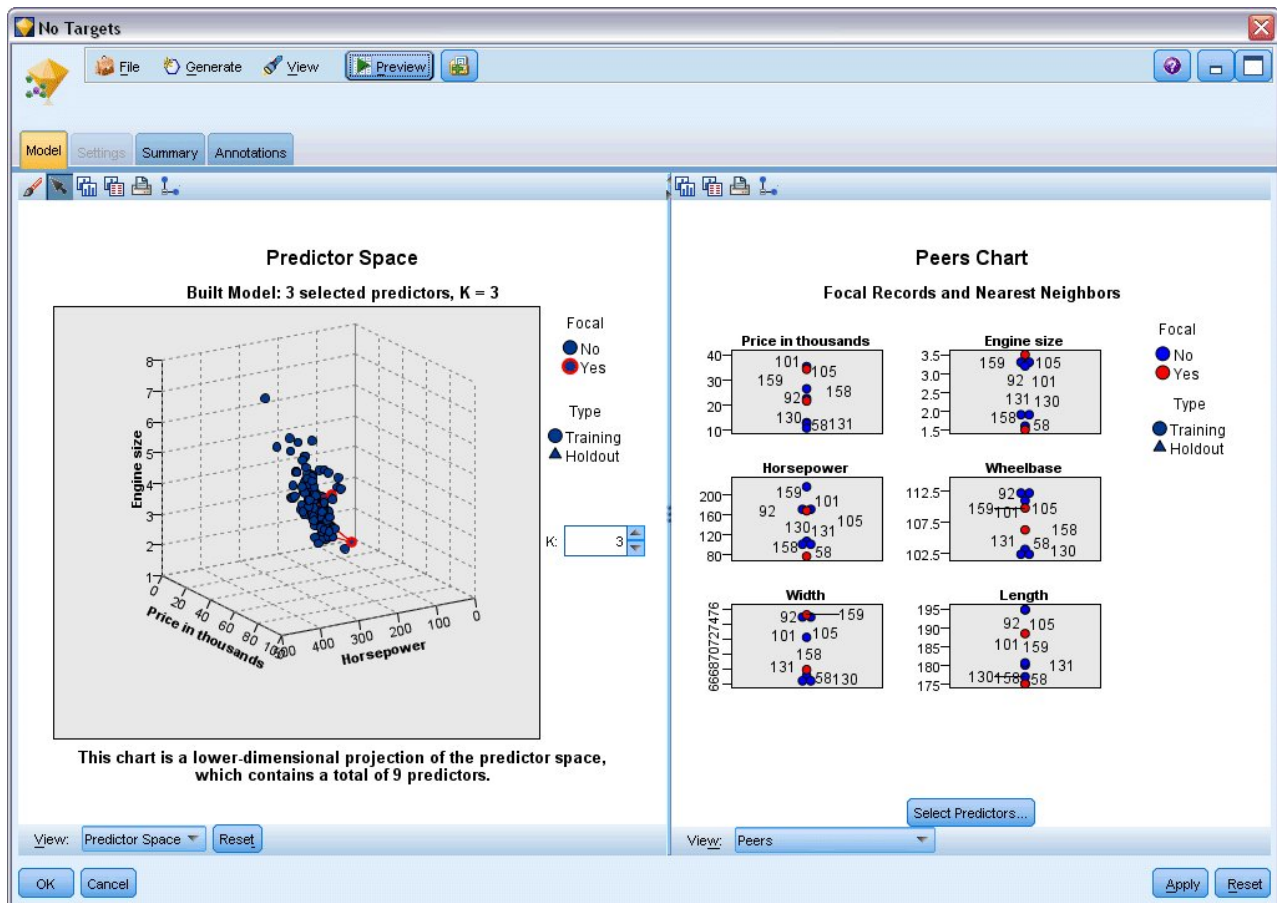 No Targets
File Generate View Preview
Model Settings Summary Annotations
Predictor Space
Built Model: 3 selected predictors, K = 3
Focal
No
Yes
Type
Training
Holdout
Engine size
8
7
6
5
4
3
2
1
0 20 40 60 80 100
Price in thousands
500 400 300 200 100 0
Horsepower
K: 3
This chart is a lower-dimensional projection of the predictor space,
which contains a total of 9 predictors.
View: Predictor Space Reset
Peers Chart
Focal Records and Nearest Neighbors
Price in thousands
40
30
20
10
101 105
159 158
92
130 58 131
Engine size
3.5
3.0
2.5
2.0
1.5
159 105
92 101
131 130
158 58
Focal
No
Yes
Type
Training
Holdout
Horsepower
200
160
120
80
159 101
92 105
130 131
158 58
Wheelbase
112.5
107.5
102.5
92
159 101 105
158
131 58 130
Width
66 68 70 72 74 76
92 159
101 105
158
131
58 130
Length
195
190
185
180
175
92 105
101 159
131
130 158 58
Select Predictors...
View: Peers
OK Cancel Apply Reset